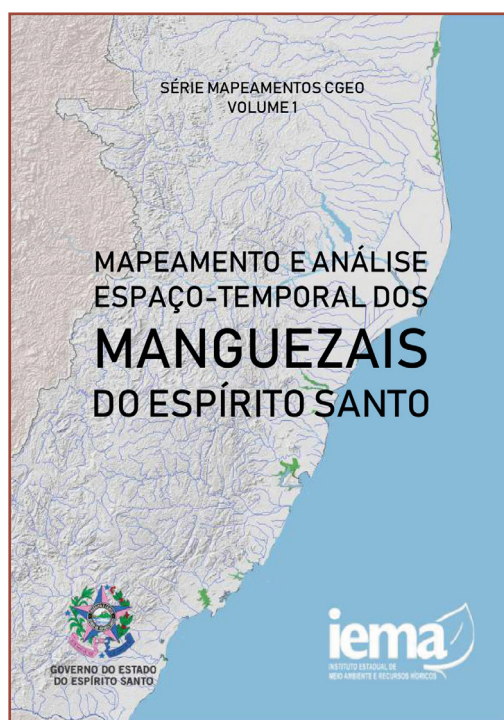 SÉRIE MAPEAMENTOS CGEO
VOLUME 1
MAPEAMENTO E ANÁLISE
ESPAÇO-TEMPORAL DOS
MANGUEZAIS
DO ESPÍRITO SANTO
GOVERNO DO ESTADO
DO ESPÍRITO SANTO
iema
INSTITUTO ESTADUAL DE
MEIO AMBIENTE E RECURSOS HÍDRICOS